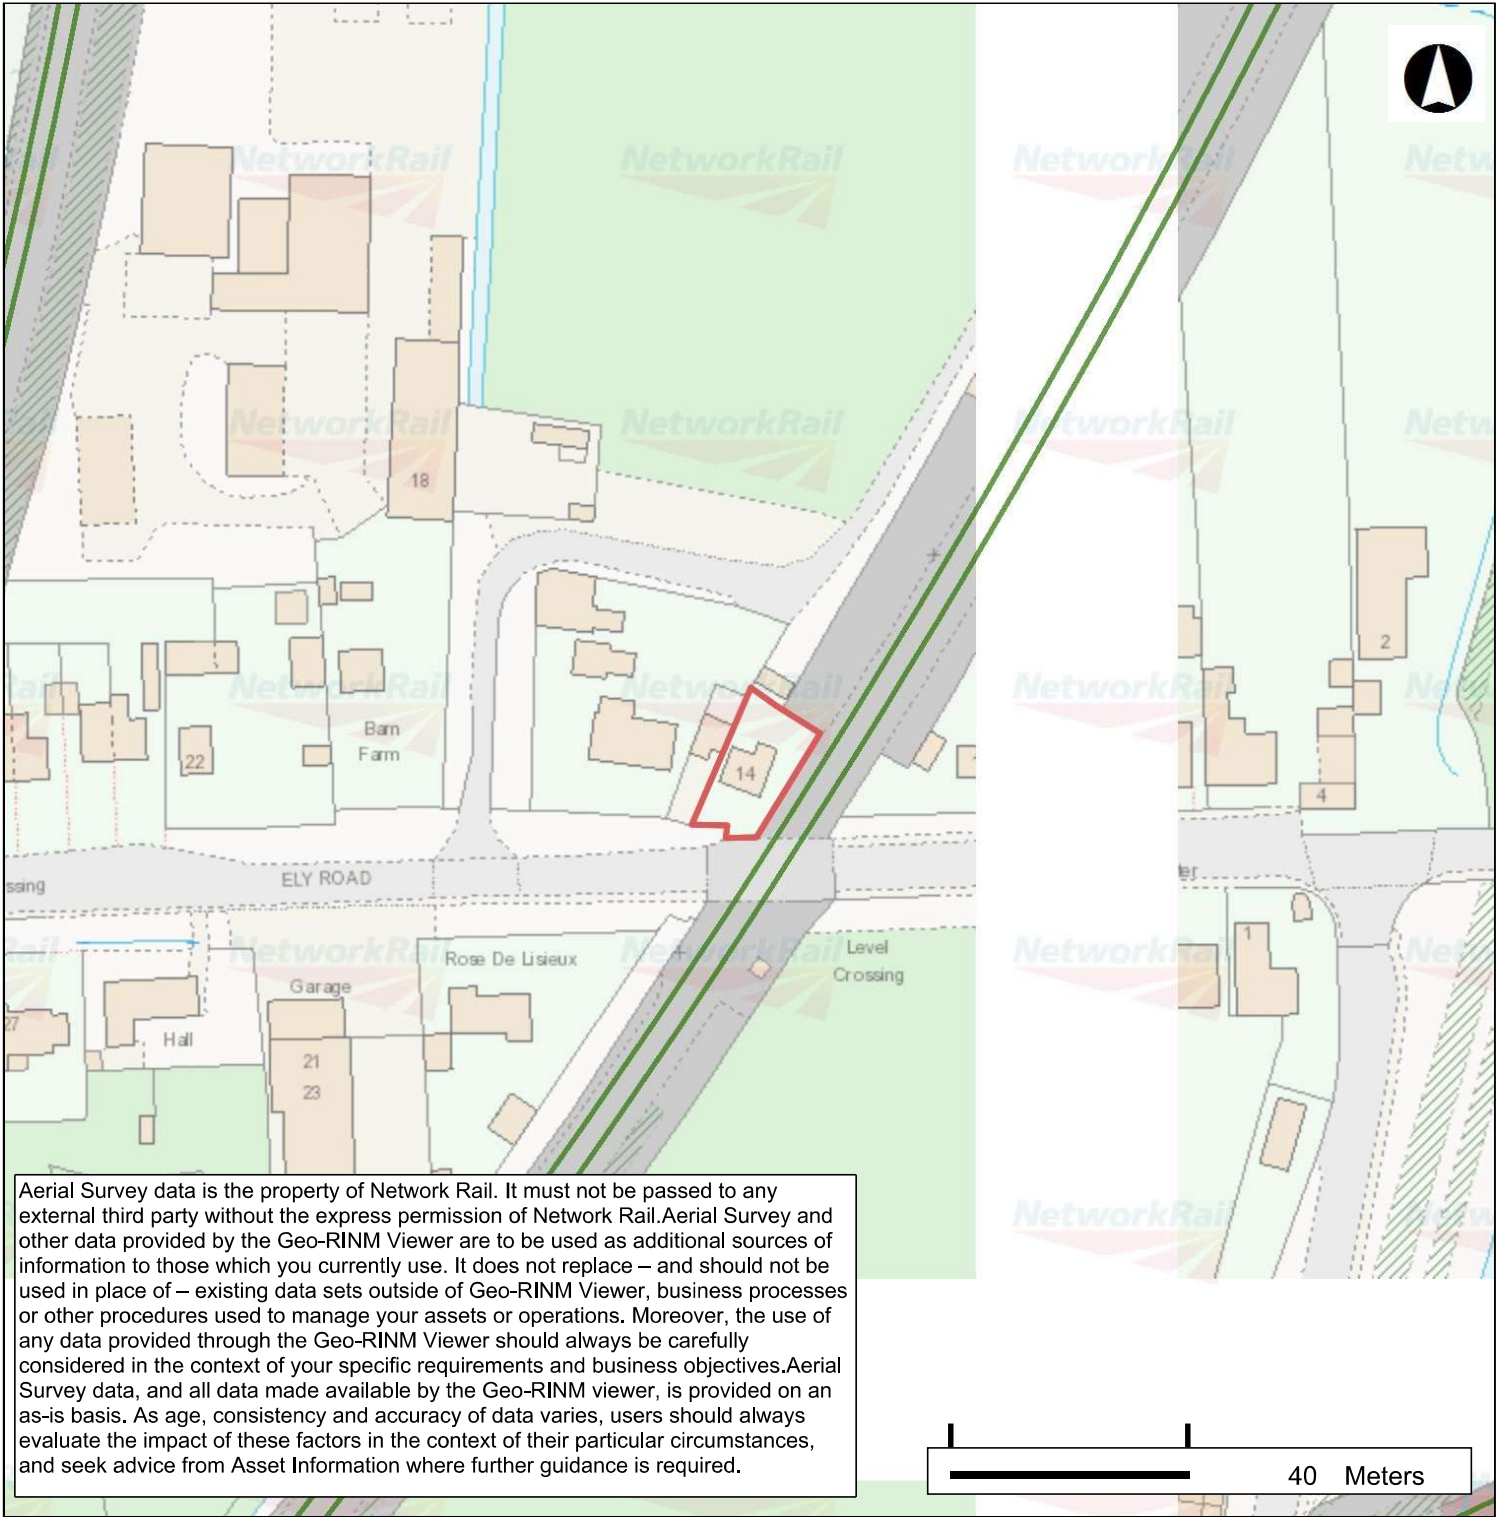 NetworkRail
NetworkRail
NetworkRail
Netw
18
NetworkRail
NetworkRail
NetworkRail
Netw
2
NetworkRail
NetworkRail
NetworkRail
Barn
Farm
22
14
4
ELY ROAD
NetworkRail
NetworkRail
NetworkRail
Rose De Lisieux
Level
Crossing
1
Garage
27
Hall
21
23
NetworkRail
Aerial Survey data is the property of Network Rail. It must not be passed to any
external third party without the express permission of Network Rail.Aerial Survey and
other data provided by the Geo-RINM Viewer are to be used as additional sources of
information to those which you currently use. It does not replace – and should not be
used in place of – existing data sets outside of Geo-RINM Viewer, business processes
or other procedures used to manage your assets or operations. Moreover, the use of
any data provided through the Geo-RINM Viewer should always be carefully
considered in the context of your specific requirements and business objectives.Aerial
Survey data, and all data made available by the Geo-RINM viewer, is provided on an
as-is basis. As age, consistency and accuracy of data varies, users should always
evaluate the impact of these factors in the context of their particular circumstances,
and seek advice from Asset Information where further guidance is required.
40 Meters